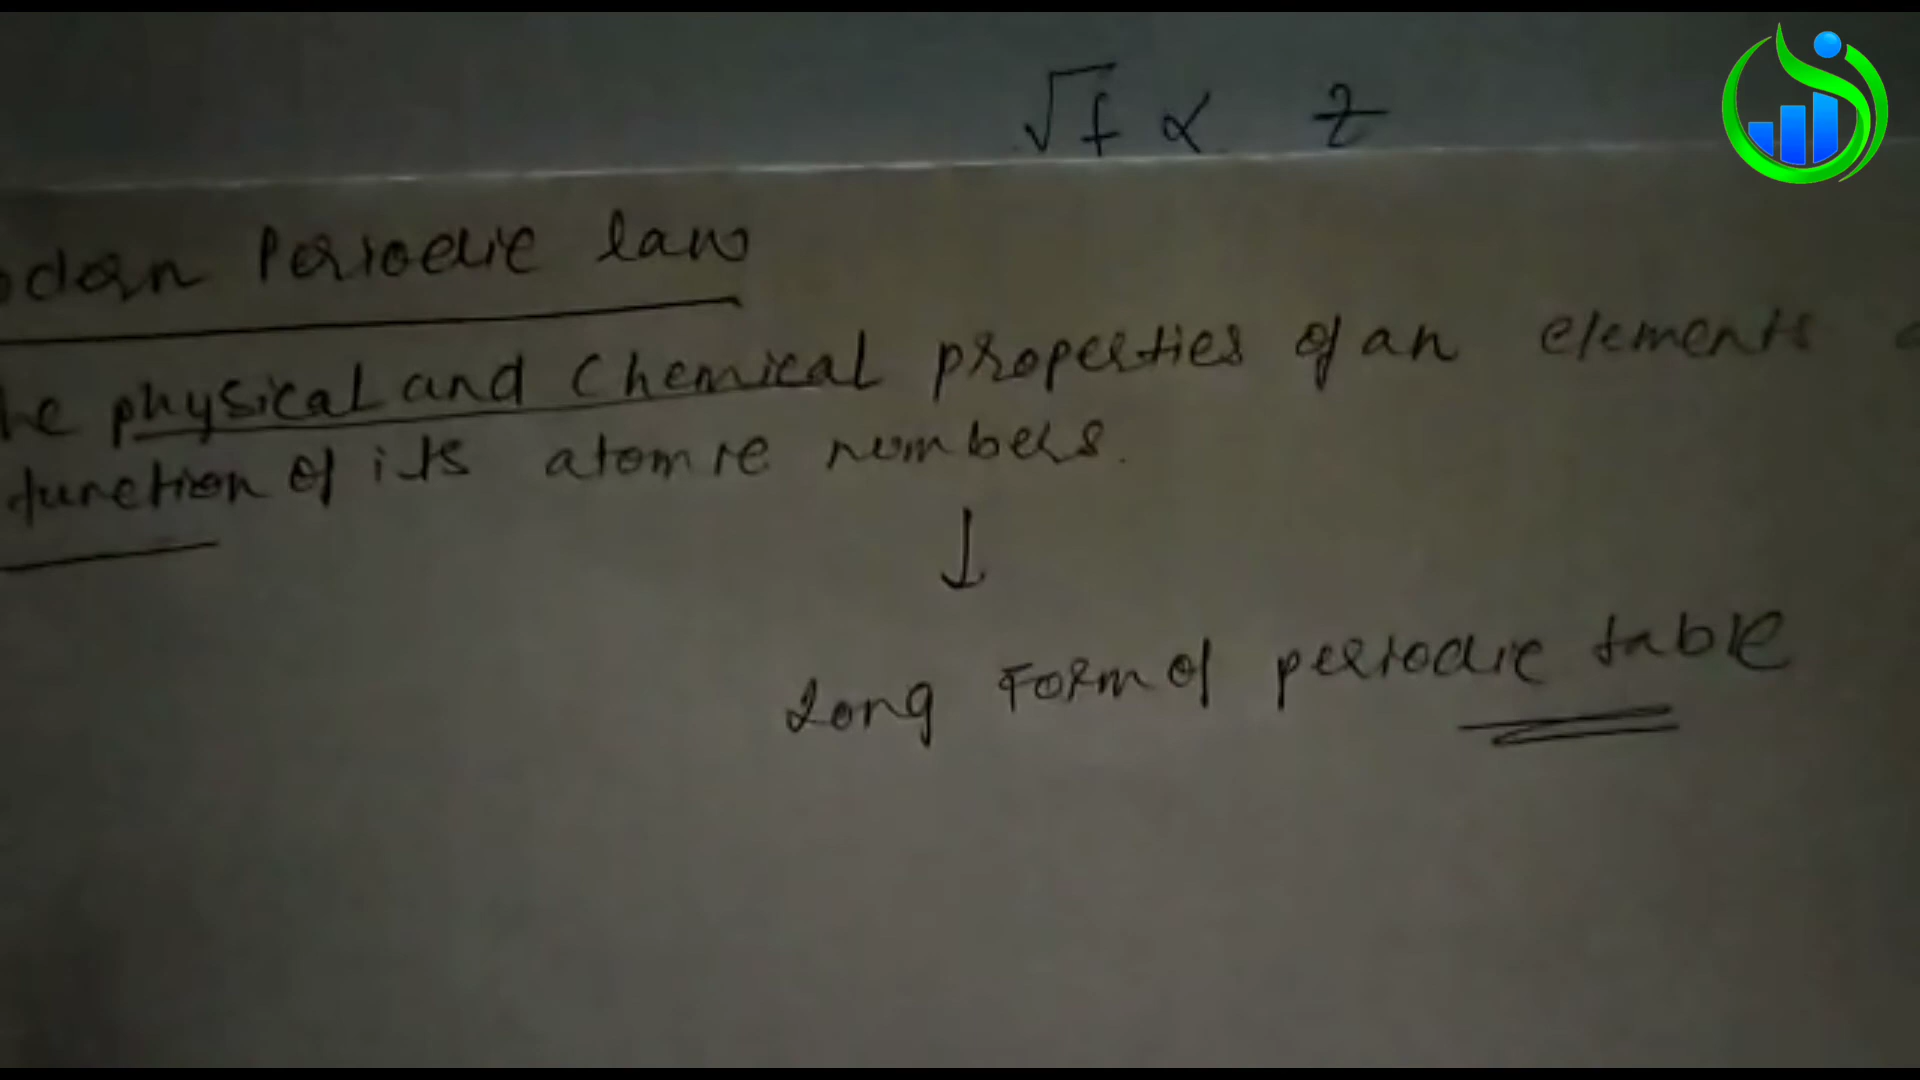 √f ∝ Z
odern Periodic law
he physical and Chemical properties of an elements
function of its atomic numbers.
↓
Long Form of periodic table